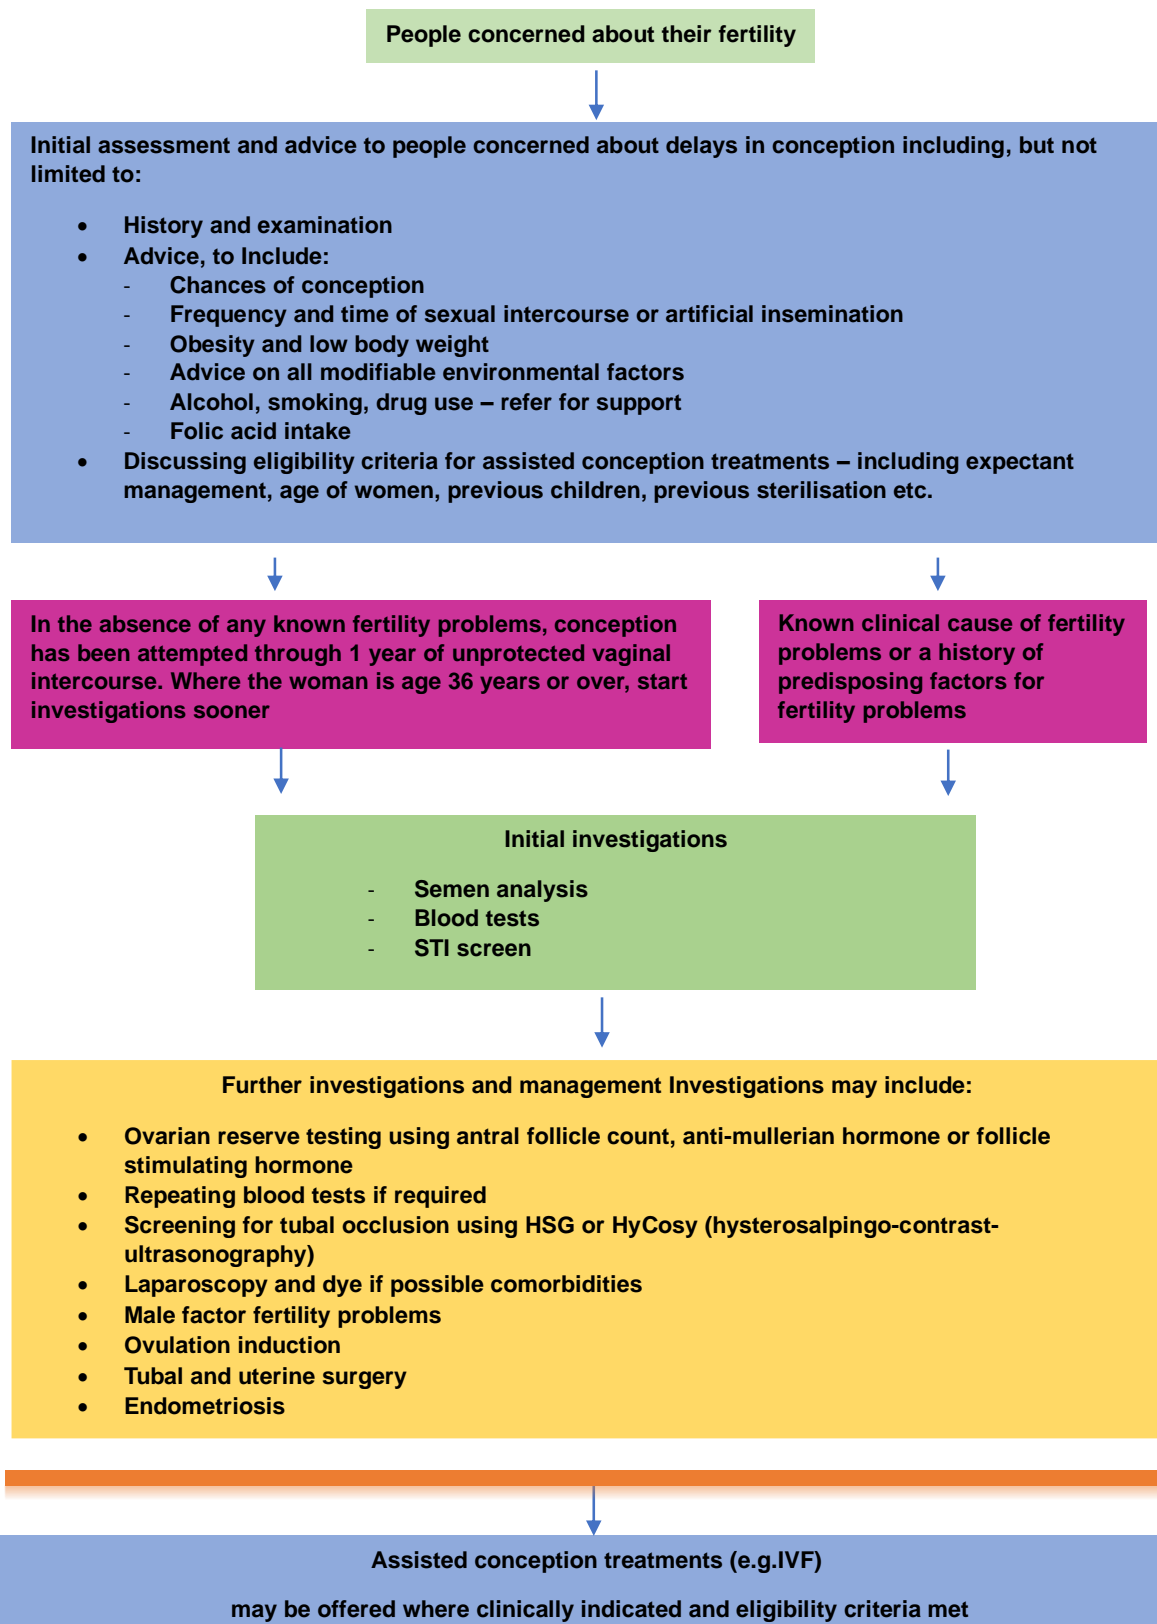 People concerned about their fertility
Initial assessment and advice to people concerned about delays in conception including, but not
limited to:
• History and examination
• Advice, to Include:
- Chances of conception
- Frequency and time of sexual intercourse or artificial insemination
- Obesity and low body weight
- Advice on all modifiable environmental factors
- Alcohol, smoking, drug use – refer for support
- Folic acid intake
• Discussing eligibility criteria for assisted conception treatments – including expectant
management, age of women, previous children, previous sterilisation etc.
In the absence of any known fertility problems, conception
has been attempted through 1 year of unprotected vaginal
intercourse. Where the woman is age 36 years or over, start
investigations sooner
Known clinical cause of fertility
problems or a history of
predisposing factors for
fertility problems
Initial investigations
- Semen analysis
- Blood tests
- STI screen
Further investigations and management Investigations may include:
• Ovarian reserve testing using antral follicle count, anti-mullerian hormone or follicle
stimulating hormone
• Repeating blood tests if required
• Screening for tubal occlusion using HSG or HyCosy (hysterosalpingo-contrast-
ultrasonography)
• Laparoscopy and dye if possible comorbidities
• Male factor fertility problems
• Ovulation induction
• Tubal and uterine surgery
• Endometriosis
Assisted conception treatments (e.g.IVF)
may be offered where clinically indicated and eligibility criteria met